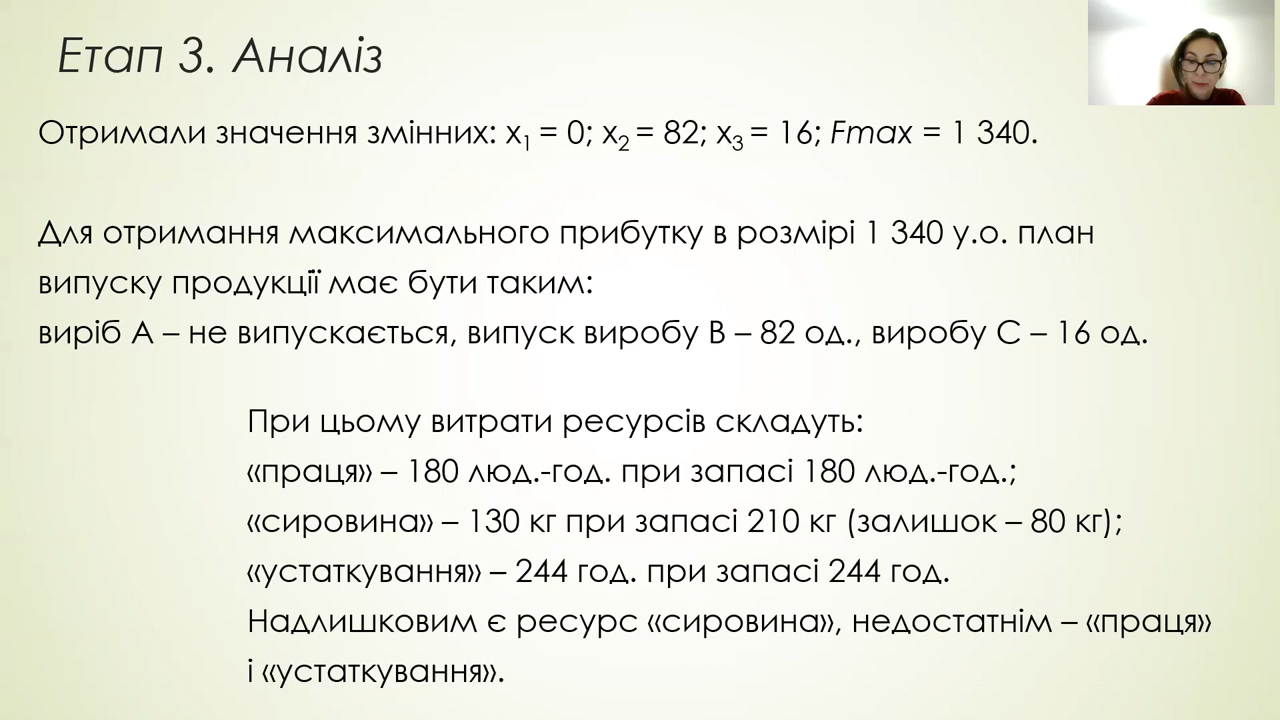 Етап 3. Аналіз
Отримали значення змінних: x₁ = 0; x₂ = 82; x₃ = 16; Fmax = 1 340.
Для отримання максимального прибутку в розмірі 1 340 у.о. план
випуску продукції має бути таким:
виріб А – не випускається, випуск виробу В – 82 од., виробу С – 16 од.
При цьому витрати ресурсів складуть:
«праця» – 180 люд.-год. при запасі 180 люд.-год.;
«сировина» – 130 кг при запасі 210 кг (залишок – 80 кг);
«устаткування» – 244 год. при запасі 244 год.
Надлишковим є ресурс «сировина», недостатнім – «праця»
і «устаткування».